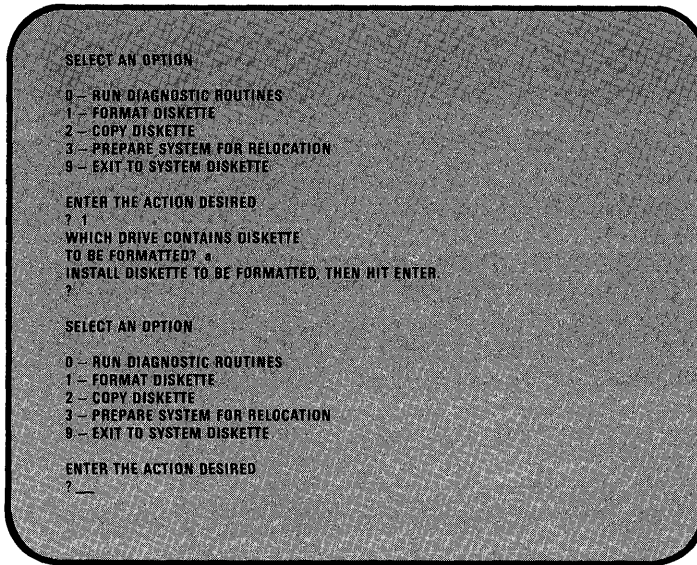 SELECT AN OPTION
0 – RUN DIAGNOSTIC ROUTINES
1 – FORMAT DISKETTE
2 – COPY DISKETTE
3 – PREPARE SYSTEM FOR RELOCATION
9 – EXIT TO SYSTEM DISKETTE
ENTER THE ACTION DESIRED
? 1
WHICH DRIVE CONTAINS DISKETTE
TO BE FORMATTED? a
INSTALL DISKETTE TO BE FORMATTED, THEN HIT ENTER.
?
SELECT AN OPTION
0 – RUN DIAGNOSTIC ROUTINES
1 – FORMAT DISKETTE
2 – COPY DISKETTE
3 – PREPARE SYSTEM FOR RELOCATION
9 – EXIT TO SYSTEM DISKETTE
ENTER THE ACTION DESIRED
? __